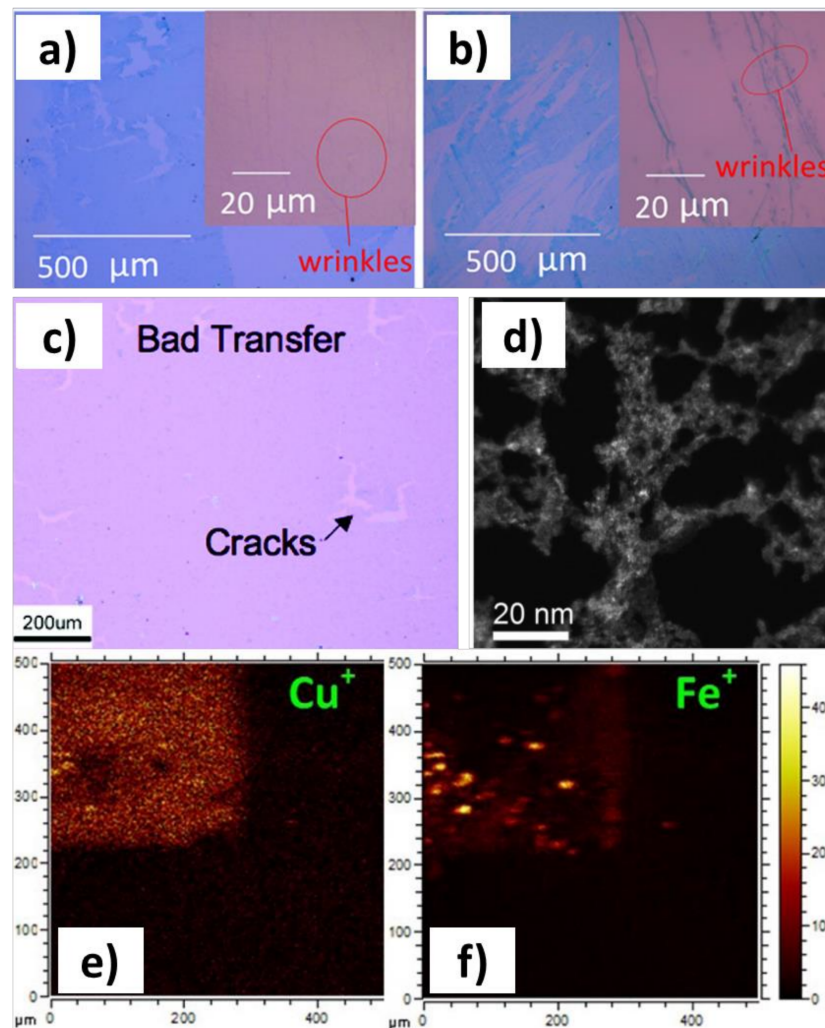 a)
20 μm
wrinkles
500 μm
b)
wrinkles
20 μm
500 μm
c)
Bad Transfer
Cracks
200um
d)
20 nm
500
400
300
200
100
0
Cu⁺
e)
μm 0 200 400
500
400
300
200
100
0
Fe⁺
f)
0 200 400
40
30
20
10
0